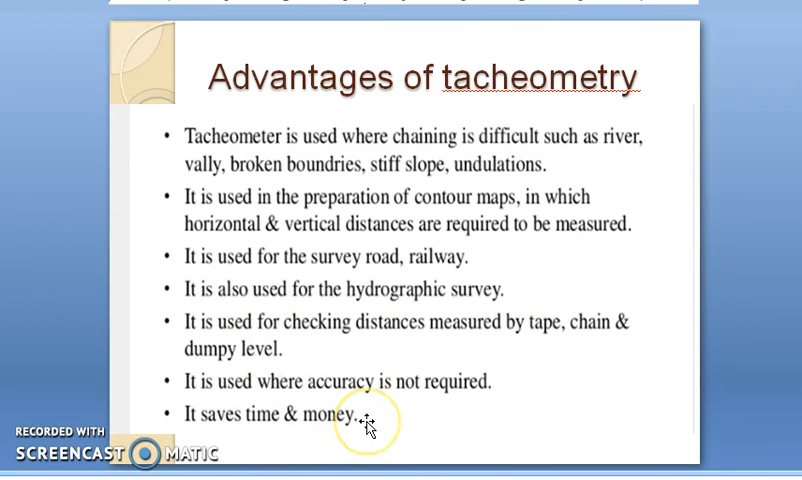 Advantages of tacheometry
• Tacheometer is used where chaining is difficult such as river,
vally, broken boundries, stiff slope, undulations.
• It is used in the preparation of contour maps, in which
horizontal & vertical distances are required to be measured.
• It is used for the survey road, railway.
• It is also used for the hydrographic survey.
• It is used for checking distances measured by tape, chain &
dumpy level.
• It is used where accuracy is not required.
• It saves time & money.
RECORDED WITH
SCREENCAST MATIC